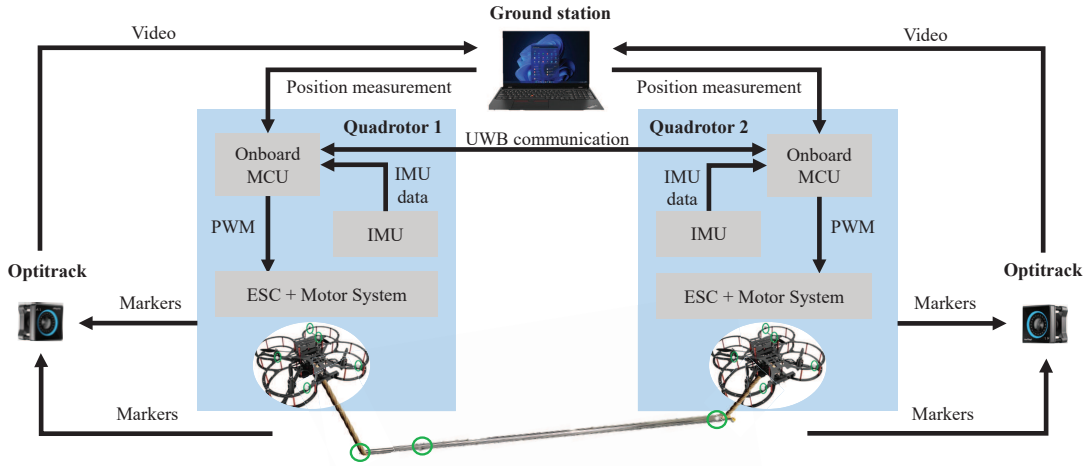 Ground station
Video
Video
Position measurement
Position measurement
Quadrotor 1
UWB communication
Quadrotor 2
Onboard
MCU
IMU
data
PWM
IMU
ESC + Motor System
Onboard
MCU
IMU
data
PWM
IMU
ESC + Motor System
Optitrack
Optitrack
Markers
Markers
Markers
Markers